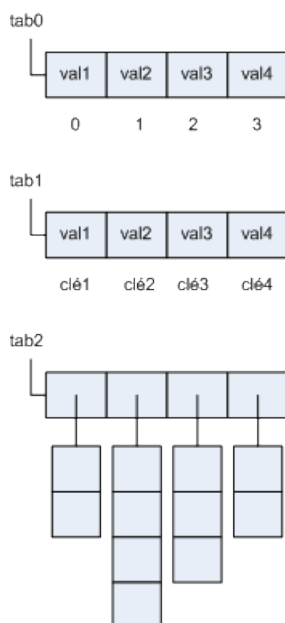 tab0
val1 val2 val3 val4
0 1 2 3
tab1
val1 val2 val3 val4
clé1 clé2 clé3 clé4
tab2